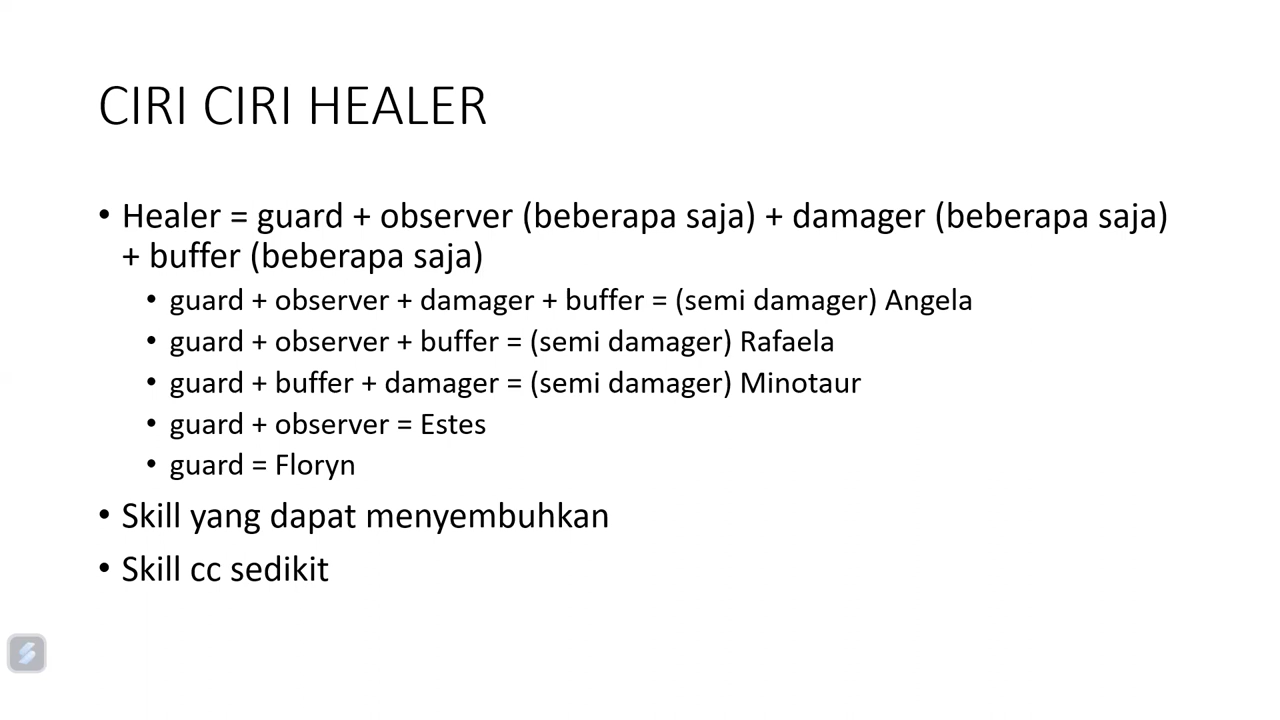 CIRI CIRI HEALER
• Healer = guard + observer (beberapa saja) + damager (beberapa saja)
+ buffer (beberapa saja)
• guard + observer + damager + buffer = (semi damager) Angela
• guard + observer + buffer = (semi damager) Rafaela
• guard + buffer + damager = (semi damager) Minotaur
• guard + observer = Estes
• guard = Floryn
• Skill yang dapat menyembuhkan
• Skill cc sedikit